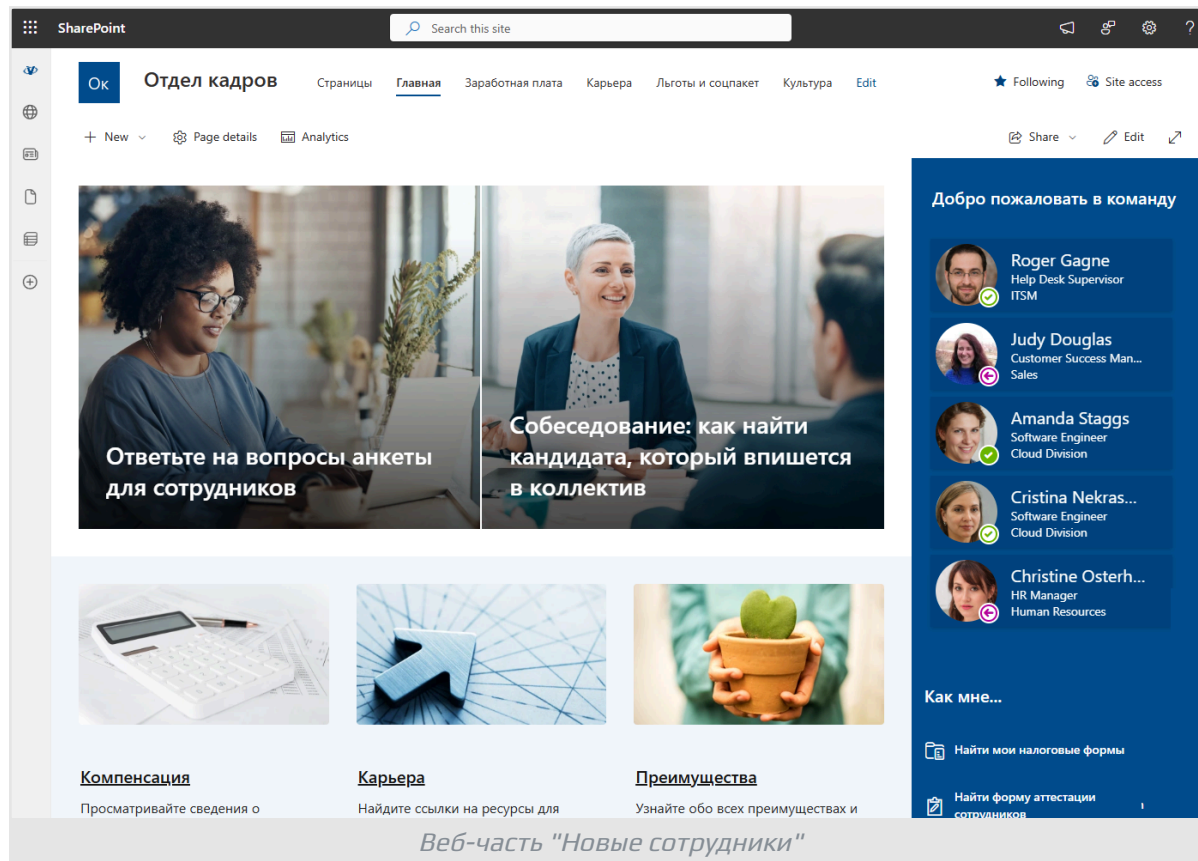 SharePoint
Search this site
?
Ок
Отдел кадров
Страницы Главная Заработная плата Карьера Льготы и соцпакет Культура Edit
Following Site access
New Page details Analytics
Share Edit
Ответьте на вопросы анкеты
для сотрудников
Собеседование: как найти
кандидата, который впишется
в коллектив
Добро пожаловать в команду
Roger Gagne
Help Desk Supervisor
ITSM
Judy Douglas
Customer Success Man...
Sales
Amanda Staggs
Software Engineer
Cloud Division
Cristina Nekras...
Software Engineer
Cloud Division
Christine Osterh...
HR Manager
Human Resources
Компенсация
Просматривайте сведения о
Карьера
Найдите ссылки на ресурсы для
Преимущества
Узнайте обо всех преимуществах и
Как мне...
Найти мои налоговые формы
Найти форму аттестации
сотрудников
Веб-часть "Новые сотрудники"